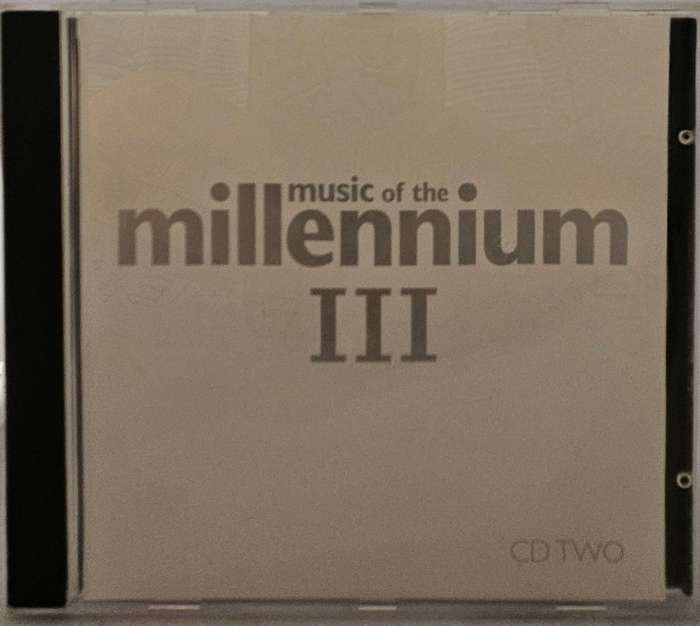 music of the
millennium
III
CD TWO